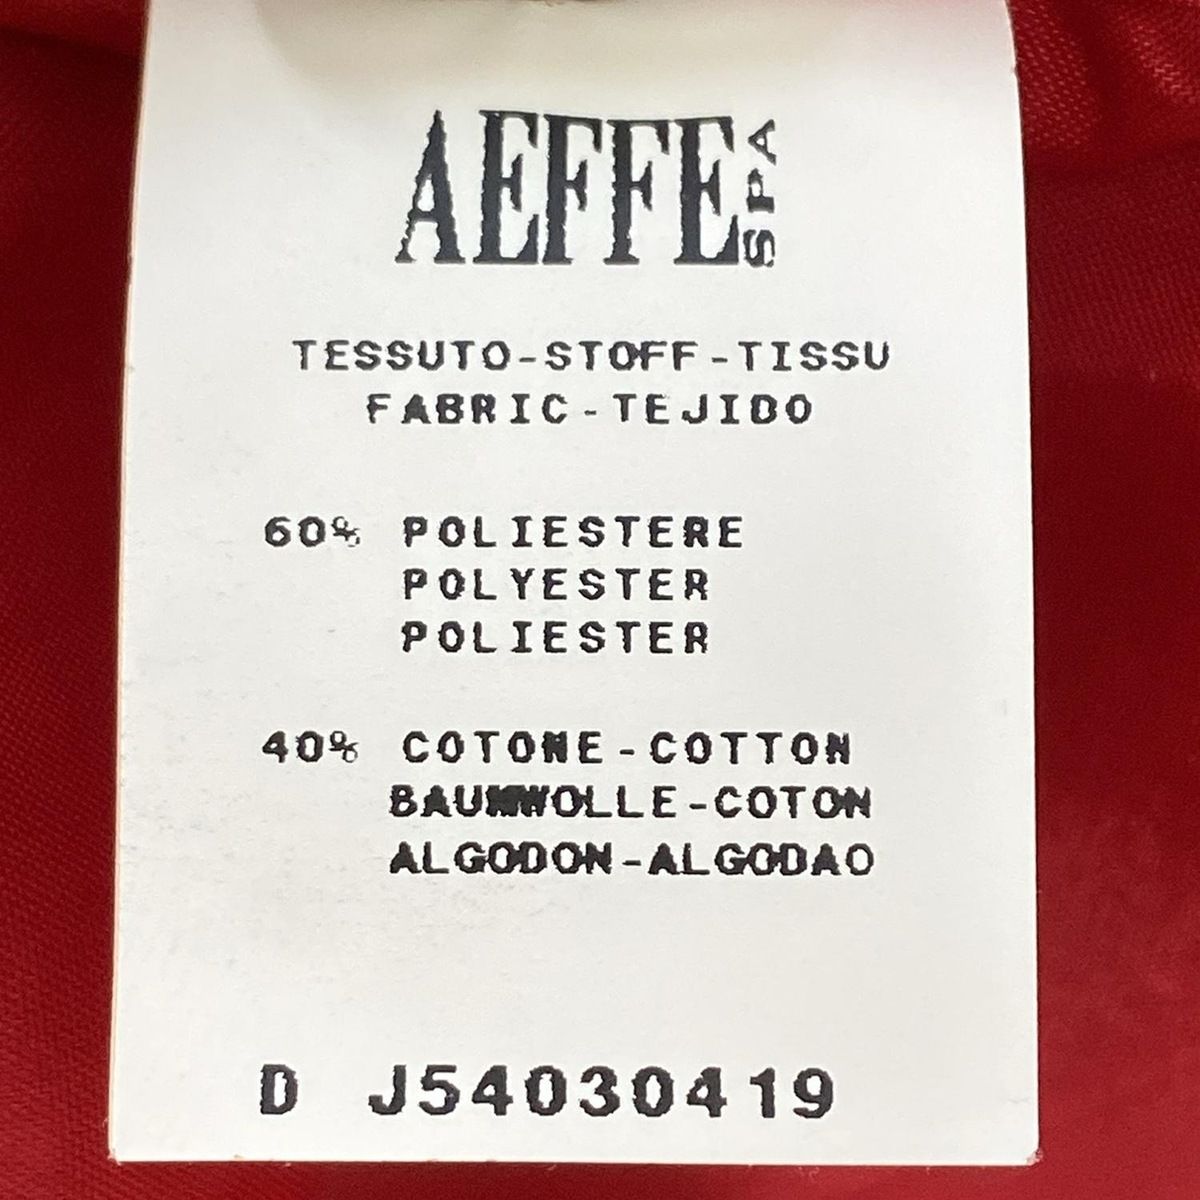 AEFFE SPA
TESSUTO-STOFF-TISSU
FABRIC-TEJIDO
60% POLIESTERE
POLYESTER
POLIESTER
40% COTONE-COTTON
BAUMWOLLE-COTON
ALGODON-ALGODAO
D J54030419